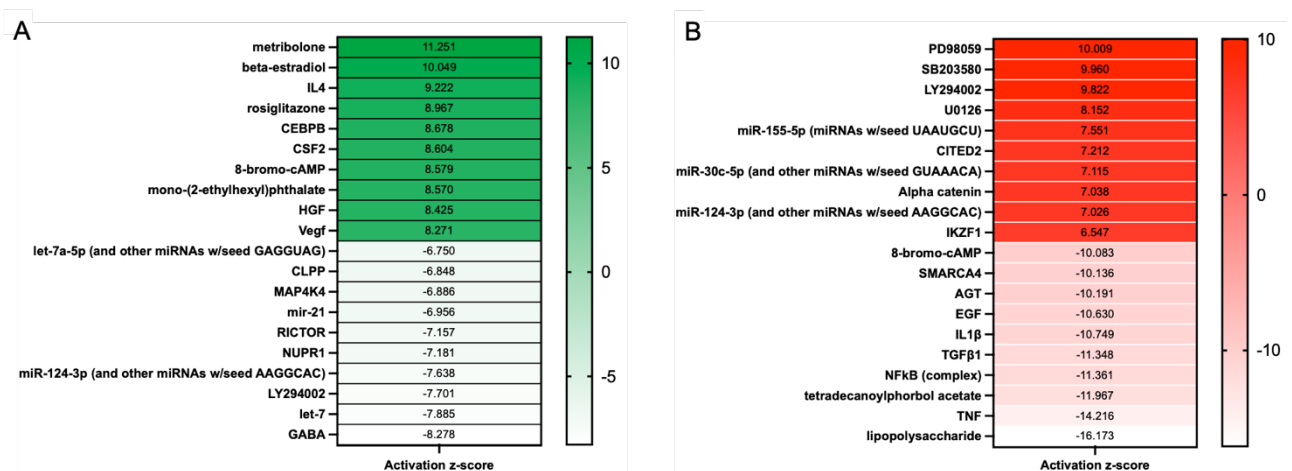 A
metribolone 11.251
beta-estradiol 10.049
IL4 9.222
rosiglitazone 8.967
CEBPB 8.678
CSF2 8.604
8-bromo-cAMP 8.579
mono-(2-ethylhexyl)phthalate 8.570
HGF 8.425
Vegf 8.271
let-7a-5p (and other miRNAs w/seed GAGGUAG) -6.750
CLPP -6.848
MAP4K4 -6.886
mir-21 -6.956
RICTOR -7.157
NUPR1 -7.181
miR-124-3p (and other miRNAs w/seed AAGGCAC) -7.638
LY294002 -7.701
let-7 -7.885
GABA -8.278
Activation z-score
10
5
0
-5
B
PD98059 10.009
SB203580 9.960
LY294002 9.822
U0126 8.152
miR-155-5p (miRNAs w/seed UAAUGCU) 7.551
CITED2 7.212
miR-30c-5p (and other miRNAs w/seed GUAAACA) 7.115
Alpha catenin 7.038
miR-124-3p (and other miRNAs w/seed AAGGCAC) 7.026
IKZF1 6.547
8-bromo-cAMP -10.083
SMARCA4 -10.136
AGT -10.191
EGF -10.630
IL1β -10.749
TGFβ1 -11.348
NFkB (complex) -11.361
tetradecanoylphorbol acetate -11.967
TNF -14.216
lipopolysaccharide -16.173
Activation z-score
10
0
-10